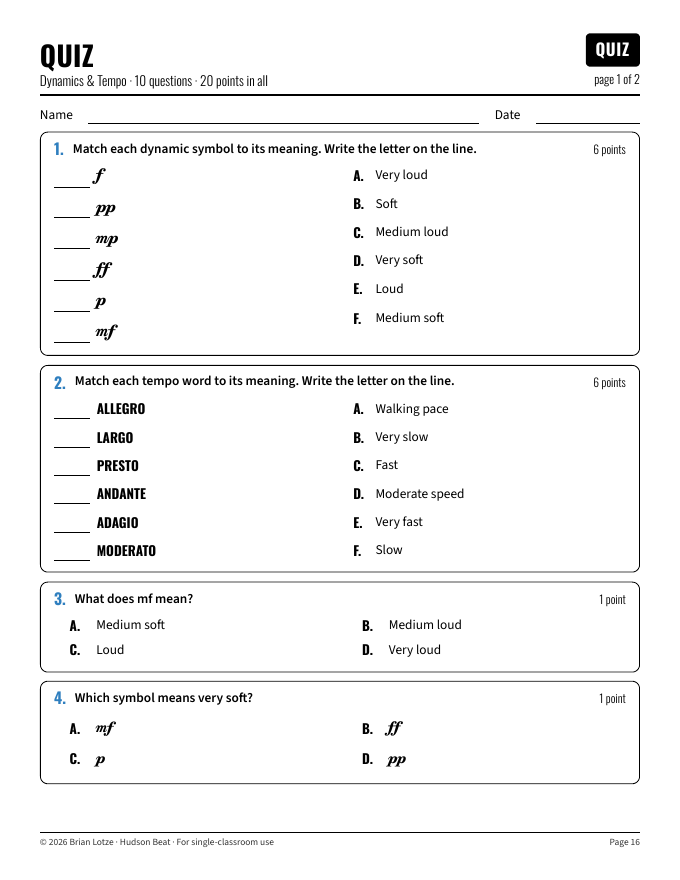 QUIZ
QUIZ
Dynamics & Tempo · 10 questions · 20 points in all
page 1 of 2
Name
Date
1. Match each dynamic symbol to its meaning. Write the letter on the line. 6 points
f A. Very loud
pp B. Soft
mp C. Medium loud
ff D. Very soft
p E. Loud
mf F. Medium soft
2. Match each tempo word to its meaning. Write the letter on the line. 6 points
ALLEGRO A. Walking pace
LARGO B. Very slow
PRESTO C. Fast
ANDANTE D. Moderate speed
ADAGIO E. Very fast
MODERATO F. Slow
3. What does mf mean? 1 point
A. Medium soft B. Medium loud
C. Loud D. Very loud
4. Which symbol means very soft? 1 point
A. mf B. ff
C. p D. pp
© 2026 Brian Lotze · Hudson Beat · For single-classroom use Page 16